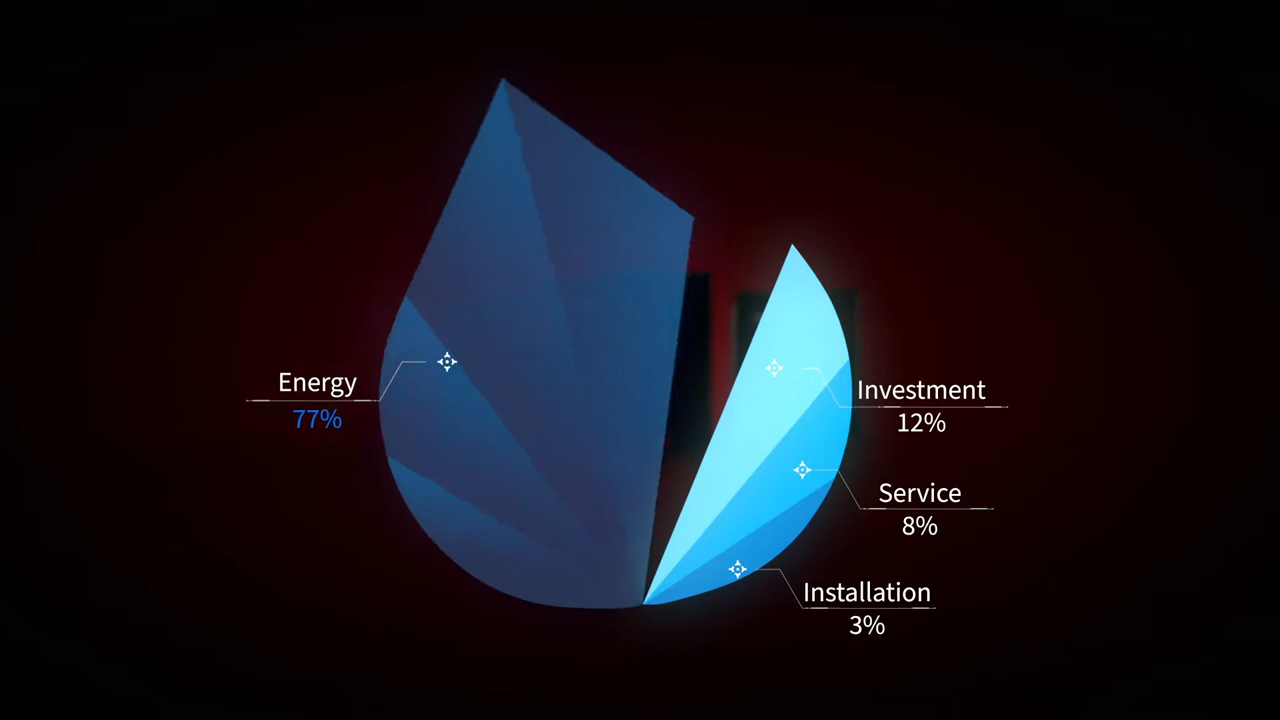 Energy
77%
Investment
12%
Service
8%
Installation
3%